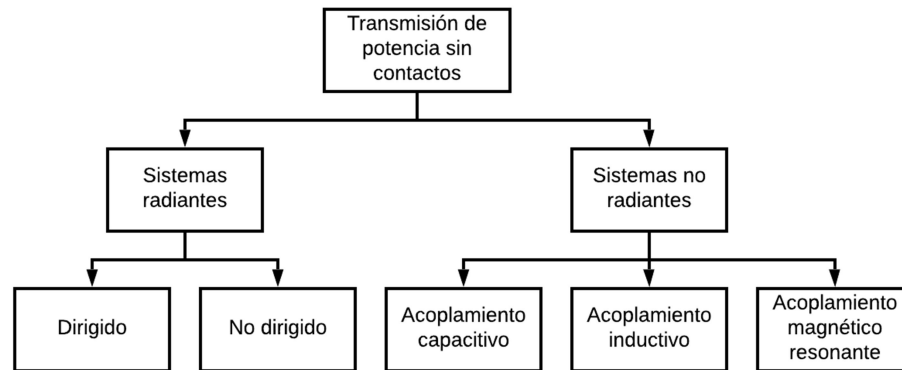 Transmisión de
potencia sin
contactos
Sistemas
radiantes
Sistemas no
radiantes
Dirigido
No dirigido
Acoplamiento
capacitivo
Acoplamiento
inductivo
Acoplamiento
magnético
resonante